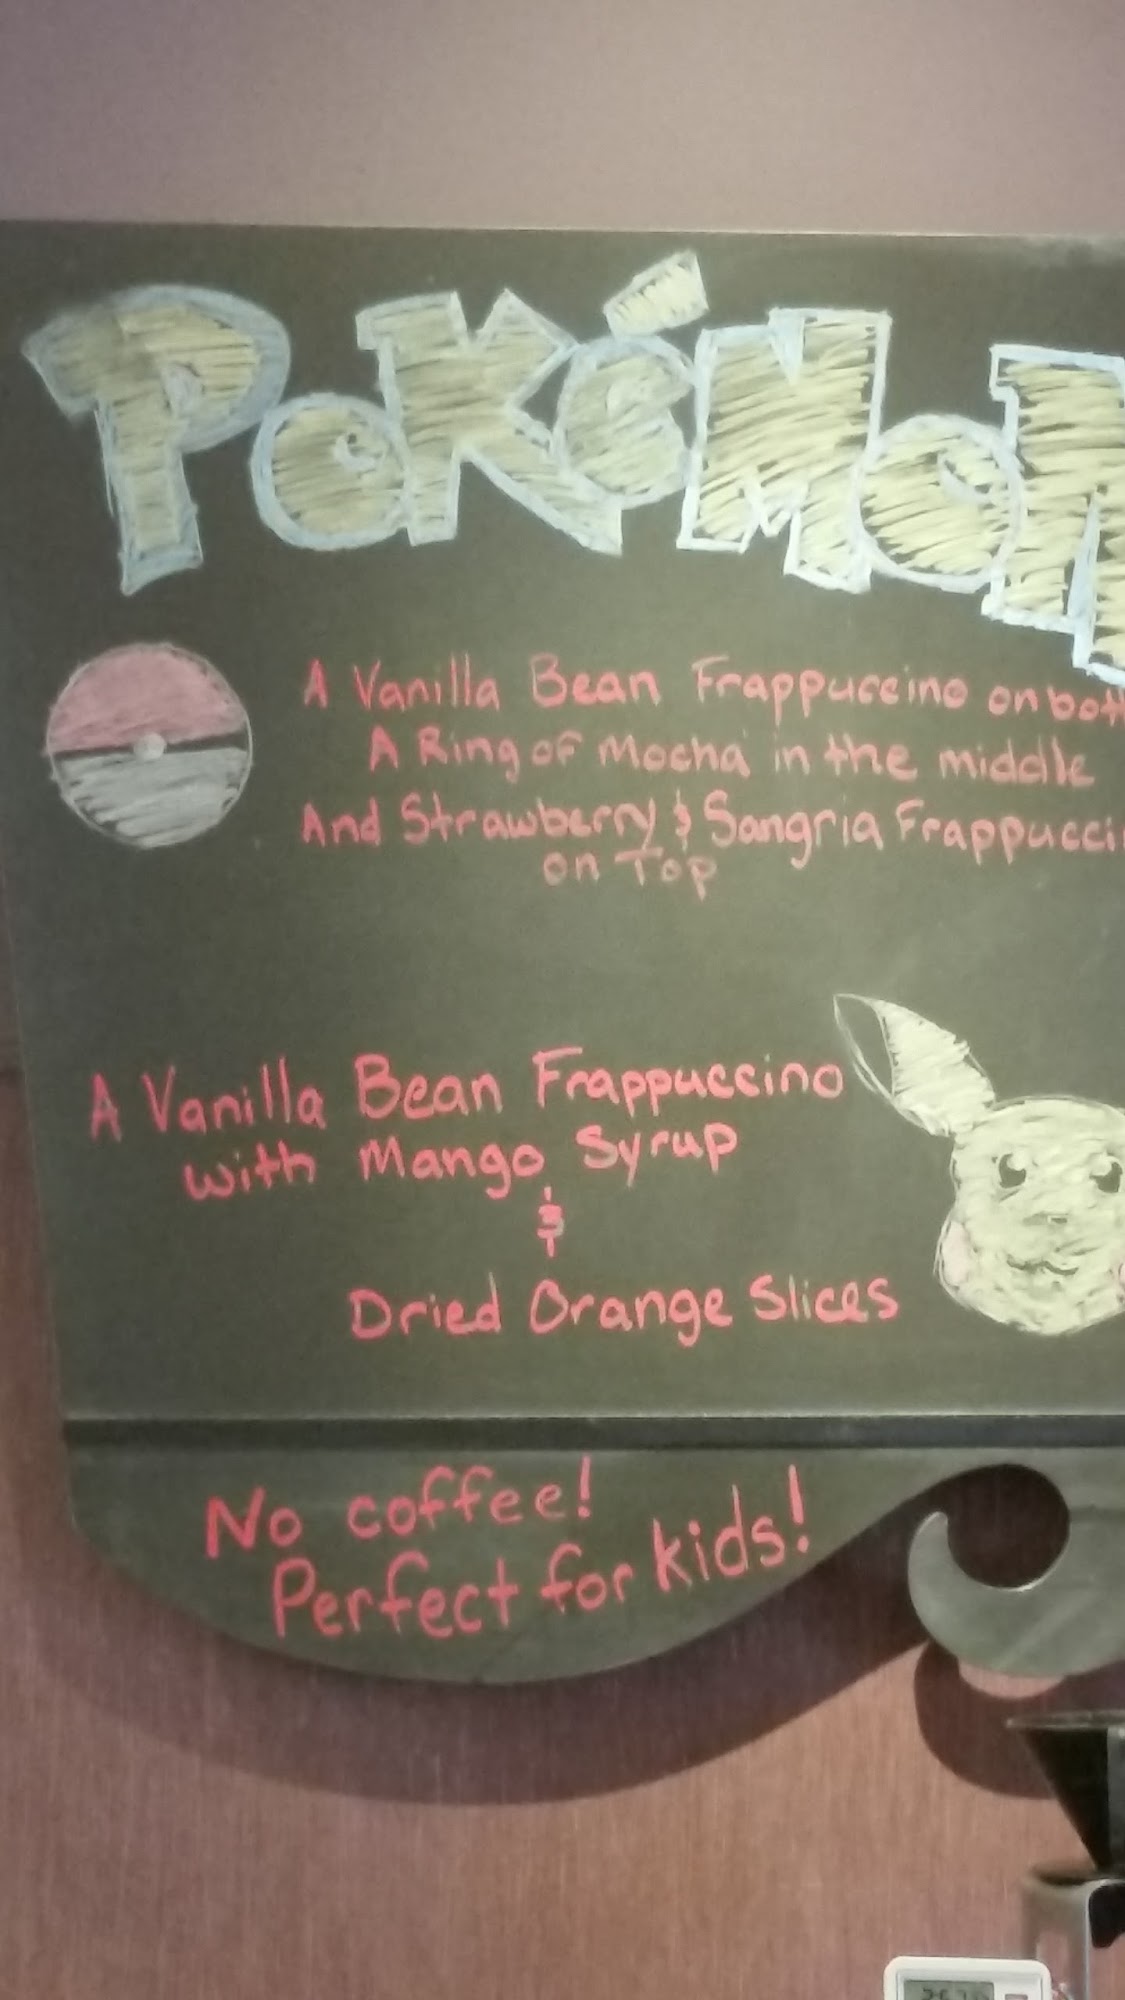 POKÉMON
A Vanilla Bean Frappuccino on bott
A Ring of Mocha in the middle
And Strawberry & Sangria Frappucci
on Top
A Vanilla Bean Frappuccino
with Mango Syrup
&
Dried Orange Slices
No coffee!
Perfect for kids!